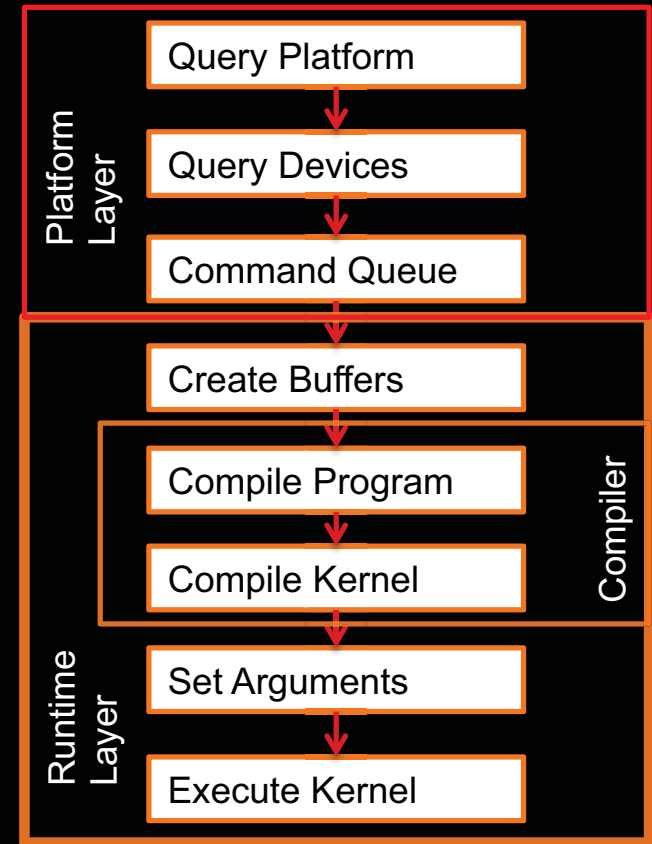 Query Platform
Query Devices
Command Queue
Platform
Layer
Create Buffers
Compile Program
Compile Kernel
Compiler
Set Arguments
Execute Kernel
Runtime
Layer